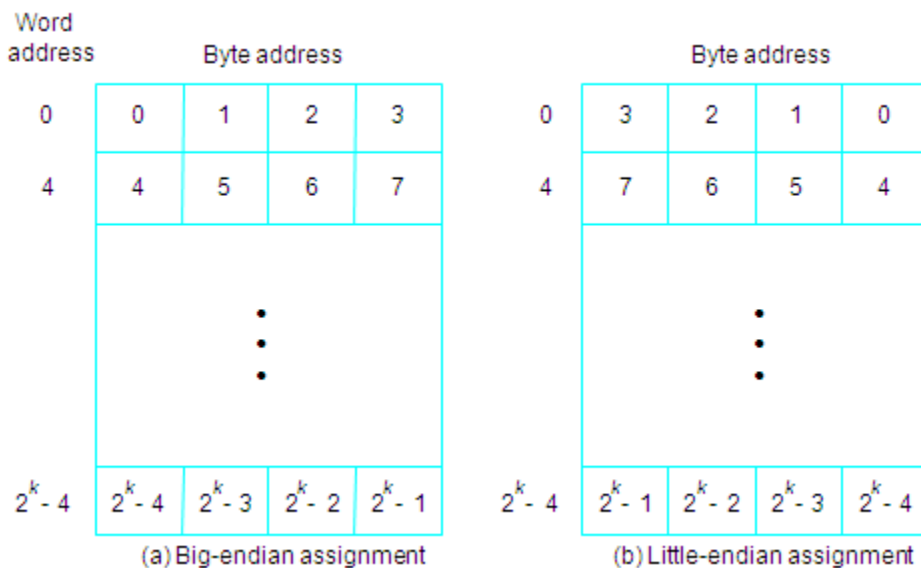 Word
address
Byte address
0 0 1 2 3
4 4 5 6 7
2^k - 4 2^k - 4 2^k - 3 2^k - 2 2^k - 1
(a) Big-endian assignment
Byte address
0 3 2 1 0
4 7 6 5 4
2^k - 4 2^k - 1 2^k - 2 2^k - 3 2^k - 4
(b) Little-endian assignment